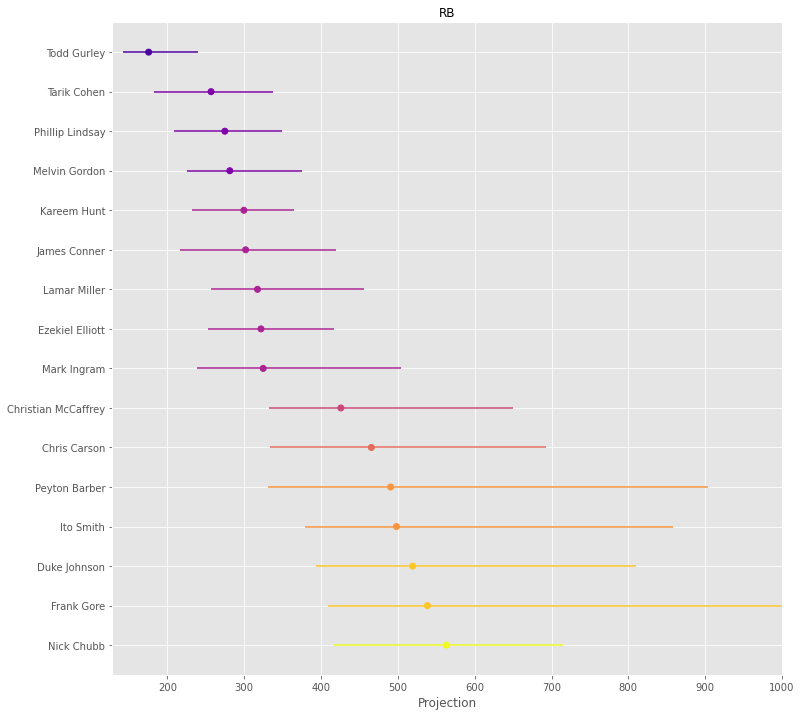 RB
Todd Gurley
Tarik Cohen
Phillip Lindsay
Melvin Gordon
Kareem Hunt
James Conner
Lamar Miller
Ezekiel Elliott
Mark Ingram
Christian McCaffrey
Chris Carson
Peyton Barber
Ito Smith
Duke Johnson
Frank Gore
Nick Chubb
200 300 400 500 600 700 800 900 1000
Projection